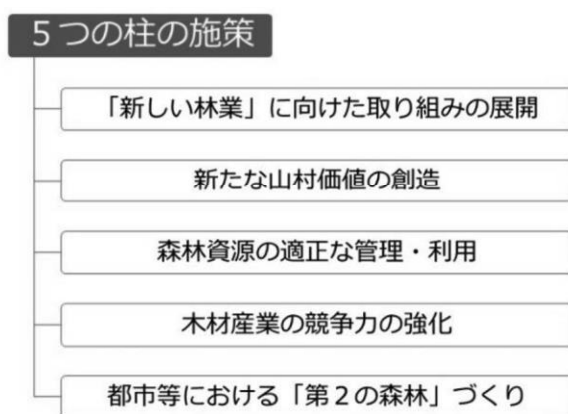 ５つの柱の施策
「新しい林業」に向けた取り組みの展開
新たな山村価値の創造
森林資源の適正な管理・利用
木材産業の競争力の強化
都市等における「第２の森林」づくり